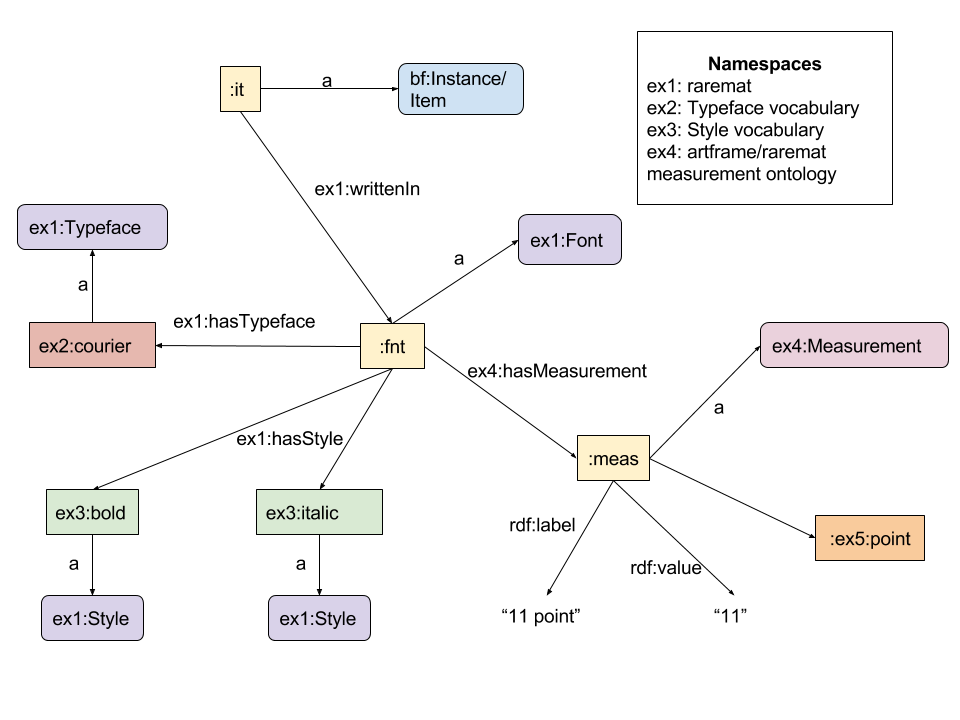 Namespaces
ex1: raremat
ex2: Typeface vocabulary
ex3: Style vocabulary
ex4: artframe/raremat
measurement ontology
:it
a
bf:Instance/
Item
ex1:writtenIn
ex1:Typeface
ex1:Font
a
a
ex1:hasTypeface
ex2:courier
:fnt
ex4:Measurement
ex4:hasMeasurement
a
ex1:hasStyle
:meas
ex3:bold
ex3:italic
rdf:label
:ex5:point
a
a
rdf:value
ex1:Style
ex1:Style
“11 point”
“11”